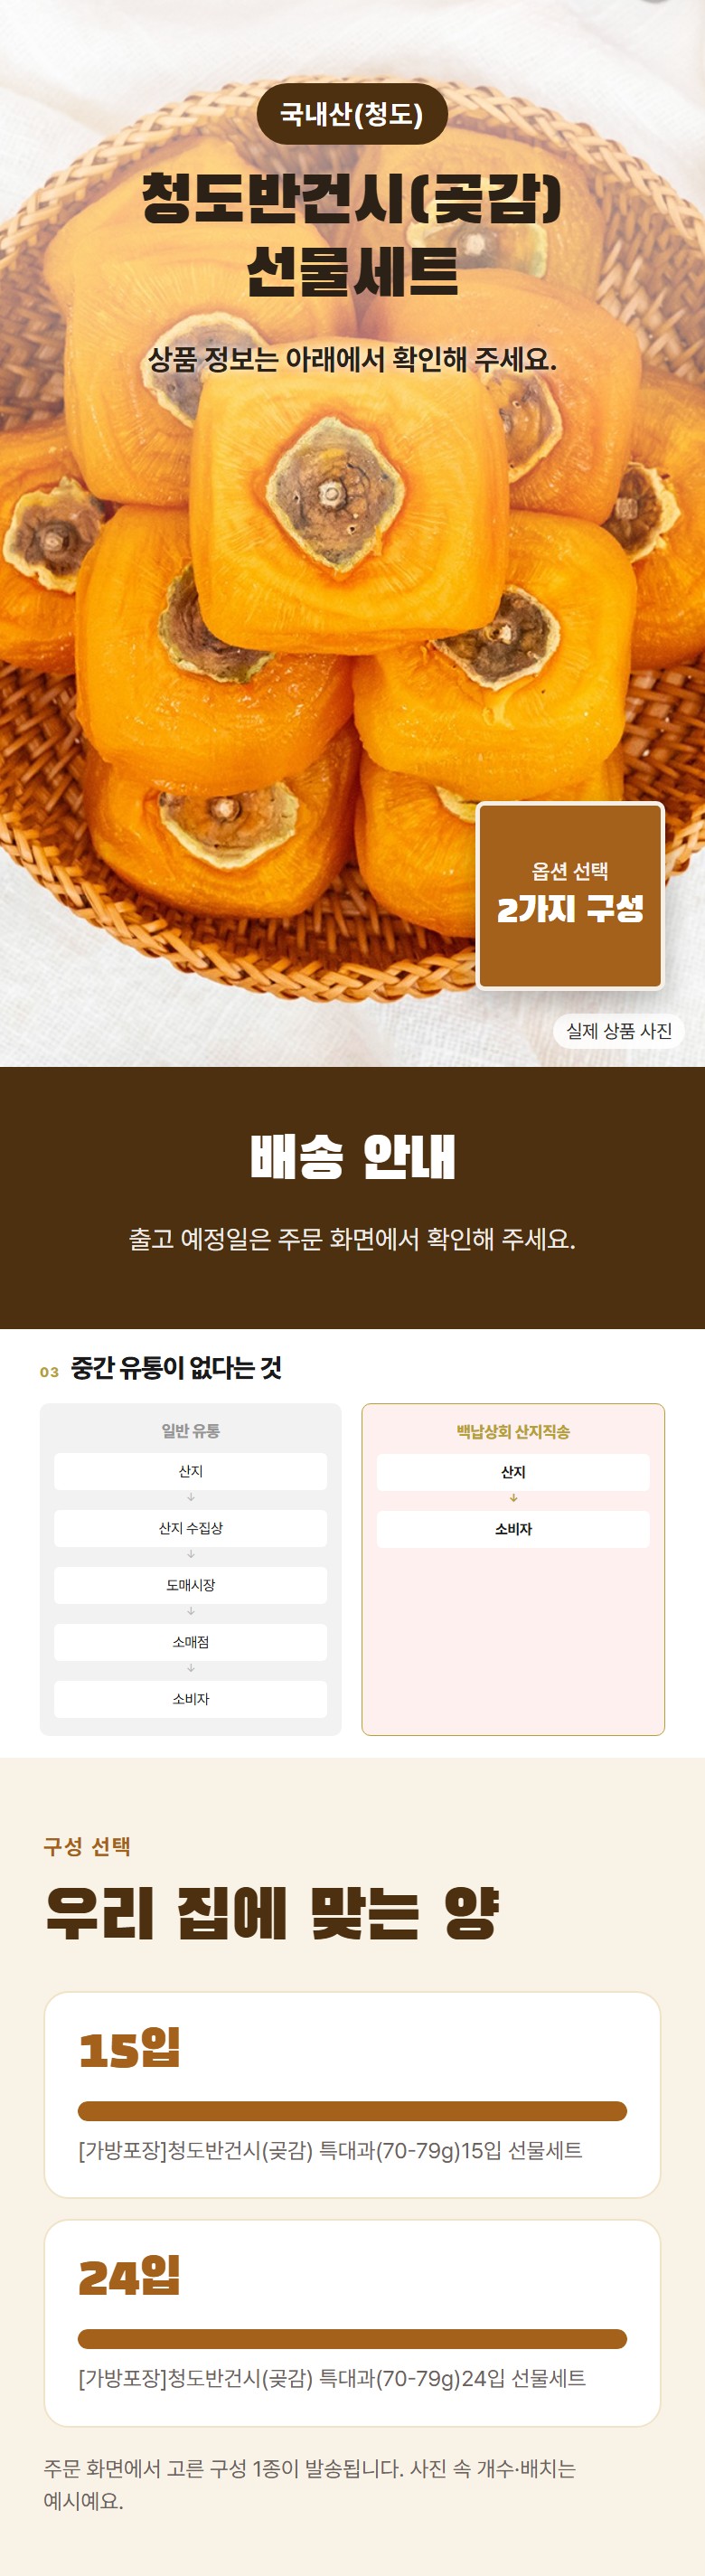 국내산(청도)
청도반건시(곶감)
선물세트
상품 정보는 아래에서 확인해 주세요.
옵션 선택
2가지 구성
실제 상품 사진
배송 안내
출고 예정일은 주문 화면에서 확인해 주세요.
03 중간 유통이 없다는 것
일반 유통
산지
↓
산지 수집상
↓
도매시장
↓
소매점
↓
소비자
백납상회 산지직송
산지
↓
소비자
구성 선택
우리 집에 맞는 양
15입
[가방포장]청도반건시(곶감) 특대과(70-79g)15입 선물세트
24입
[가방포장]청도반건시(곶감) 특대과(70-79g)24입 선물세트
주문 화면에서 고른 구성 1종이 발송됩니다. 사진 속 개수·배치는
예시예요.